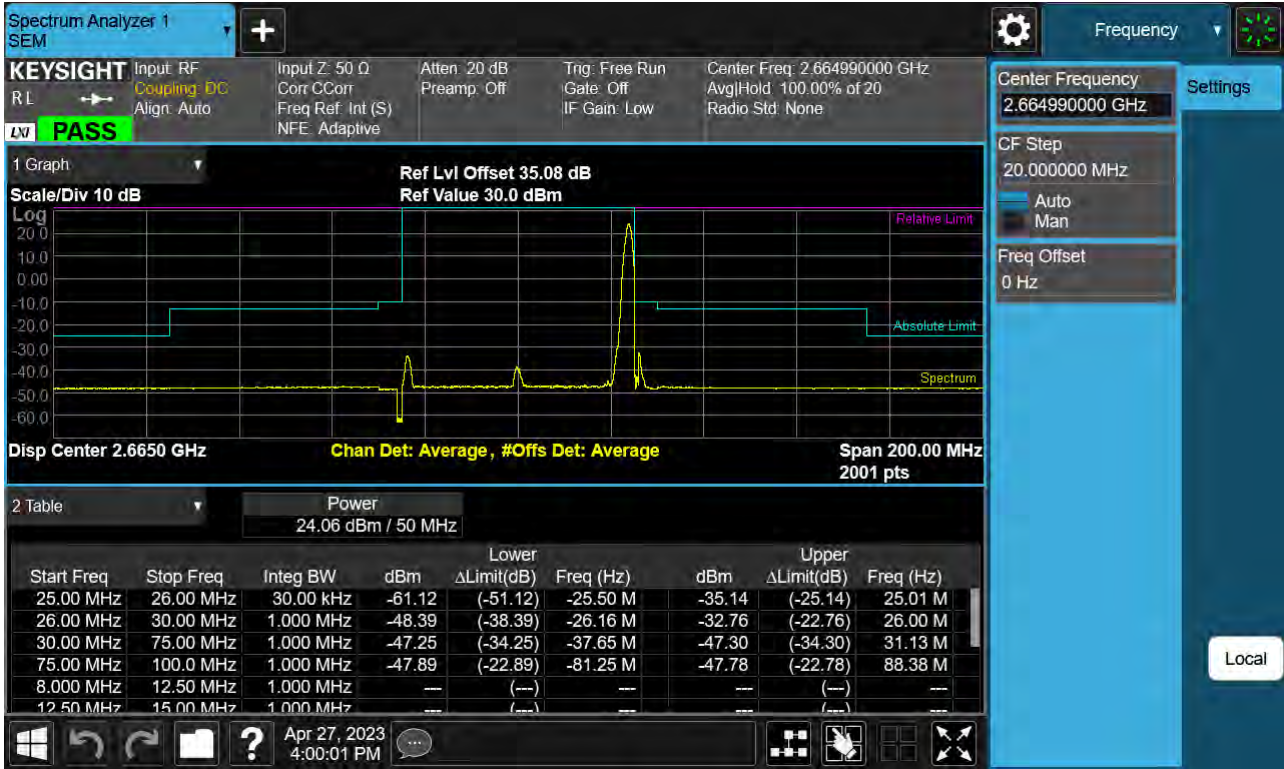 Spectrum Analyzer 1
SEM
Frequency
KEYSIGHT
R L
LXI
PASS
Input: RF
Coupling: DC
Align: Auto
Input Z: 50 Ω
Corr CCorr
Freq Ref: Int (S)
NFE: Adaptive
Atten: 20 dB
Preamp: Off
Trig: Free Run
Gate: Off
IF Gain: Low
Center Freq: 2.664990000 GHz
Avg|Hold: 100.00% of 20
Radio Std: None
Center Frequency
2.664990000 GHz
Settings
CF Step
20.000000 MHz
Auto
Man
Freq Offset
0 Hz
Local
1 Graph
Scale/Div 10 dB
Ref Lvl Offset 35.08 dB
Ref Value 30.0 dBm
Log
20.0
10.0
0.00
-10.0
-20.0
-30.0
-40.0
-50.0
-60.0
Relative Limit
Absolute Limit
Spectrum
Disp Center 2.6650 GHz
Chan Det: Average, #Offs Det: Average
Span 200.00 MHz
2001 pts
2 Table
Power
24.06 dBm / 50 MHz
Lower Upper
Start Freq Stop Freq Integ BW dBm ΔLimit(dB) Freq (Hz) dBm ΔLimit(dB) Freq (Hz)
25.00 MHz 26.00 MHz 30.00 kHz -61.12 (-51.12) -25.50 M -35.14 (-25.14) 25.01 M
26.00 MHz 30.00 MHz 1.000 MHz -48.39 (-38.39) -26.16 M -32.76 (-22.76) 26.00 M
30.00 MHz 75.00 MHz 1.000 MHz -47.25 (-34.25) -37.65 M -47.30 (-34.30) 31.13 M
75.00 MHz 100.0 MHz 1.000 MHz -47.89 (-22.89) -81.25 M -47.78 (-22.78) 88.38 M
8.000 MHz 12.50 MHz 1.000 MHz --- (---) --- --- (---) ---
12.50 MHz 15.00 MHz 1.000 MHz --- (---) --- --- (---) ---
?
Apr 27, 2023
4:00:01 PM